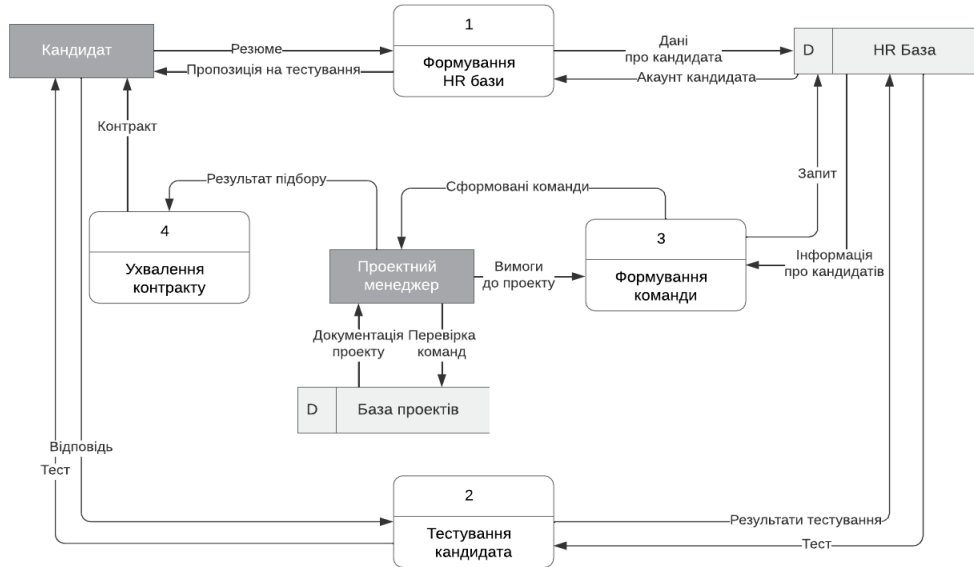 1
Кандидат
Резюме
Формування
HR бази
Дані
про кандидата
D
HR База
Пропозиція на тестування
Акаунт кандидата
Контракт
Результат підбору
Сформовані команди
Запит
4
Ухвалення
контракту
3
Формування
команди
Проектний
менеджер
Вимоги
до проекту
Інформація
про кандидатів
Документація
проекту
Перевірка
команд
D
База проектів
Відповідь
Тест
2
Тестування
кандидата
Результати тестування
Тест